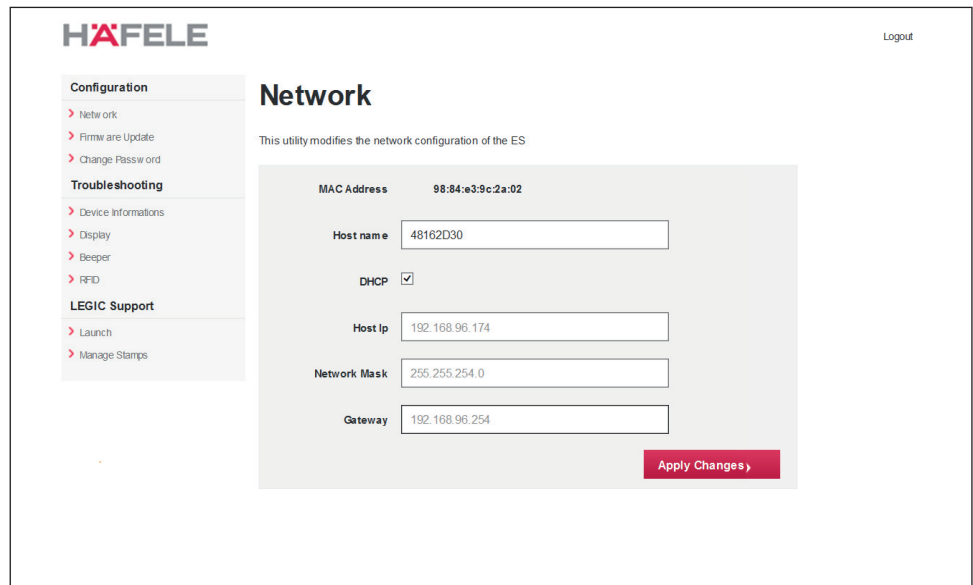 HÄFELE
Logout
Configuration
Network
Firmware Update
Change Password
Troubleshooting
Device Informations
Display
Beeper
RFID
LEGIC Support
Launch
Manage Stamps
Network
This utility modifies the network configuration of the ES
MAC Address 98:84:e3:9c:2a:02
Host name 48162D30
DHCP
Host Ip 192.168.96.174
Network Mask 255.255.254.0
Gateway 192.168.96.254
Apply Changes